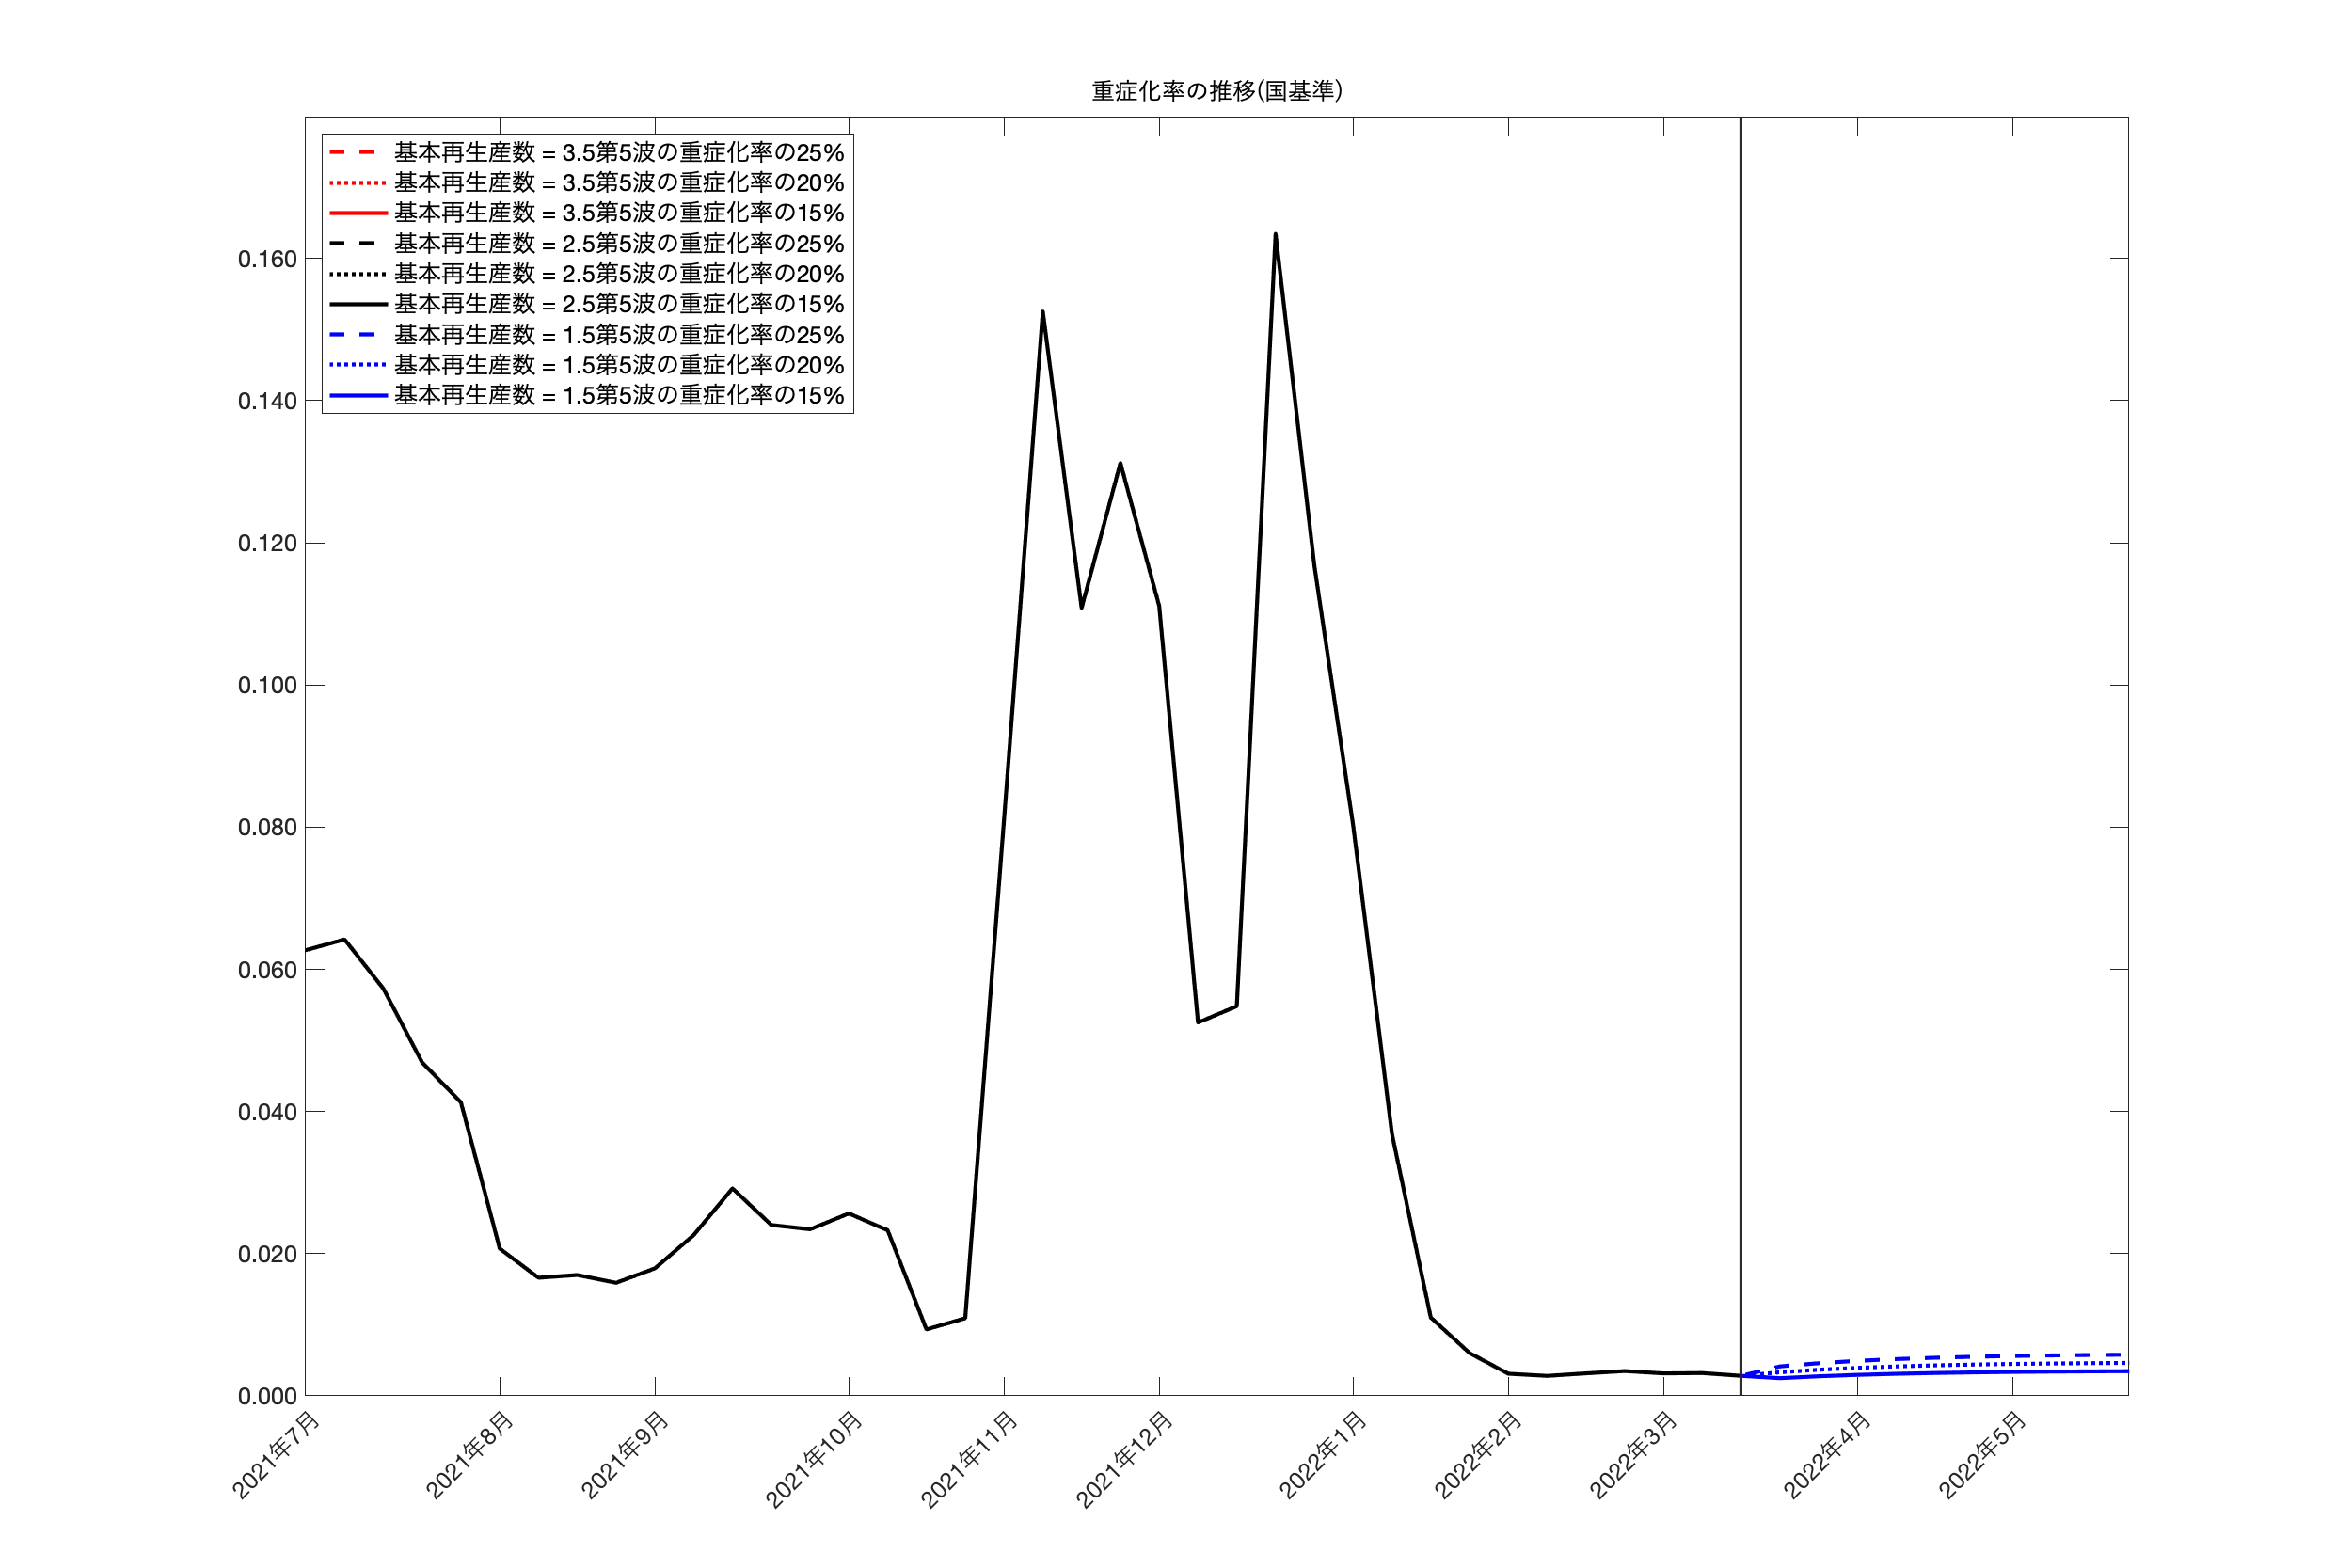 重症化率の推移(国基準)
基本再生産数 = 3.5第5波の重症化率の25%
基本再生産数 = 3.5第5波の重症化率の20%
基本再生産数 = 3.5第5波の重症化率の15%
基本再生産数 = 2.5第5波の重症化率の25%
基本再生産数 = 2.5第5波の重症化率の20%
基本再生産数 = 2.5第5波の重症化率の15%
基本再生産数 = 1.5第5波の重症化率の25%
基本再生産数 = 1.5第5波の重症化率の20%
基本再生産数 = 1.5第5波の重症化率の15%
0.160
0.140
0.120
0.100
0.080
0.060
0.040
0.020
0.000
2021年7月
2021年8月
2021年9月
2021年10月
2021年11月
2021年12月
2022年1月
2022年2月
2022年3月
2022年4月
2022年5月